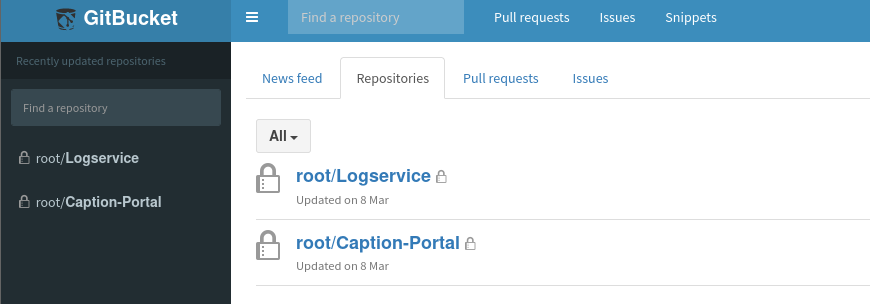 GitBucket
Find a repository
Pull requests
Issues
Snippets
Recently updated repositories
Find a repository
root/Logservice
root/Caption-Portal
News feed
Repositories
Pull requests
Issues
All
root/Logservice
Updated on 8 Mar
root/Caption-Portal
Updated on 8 Mar